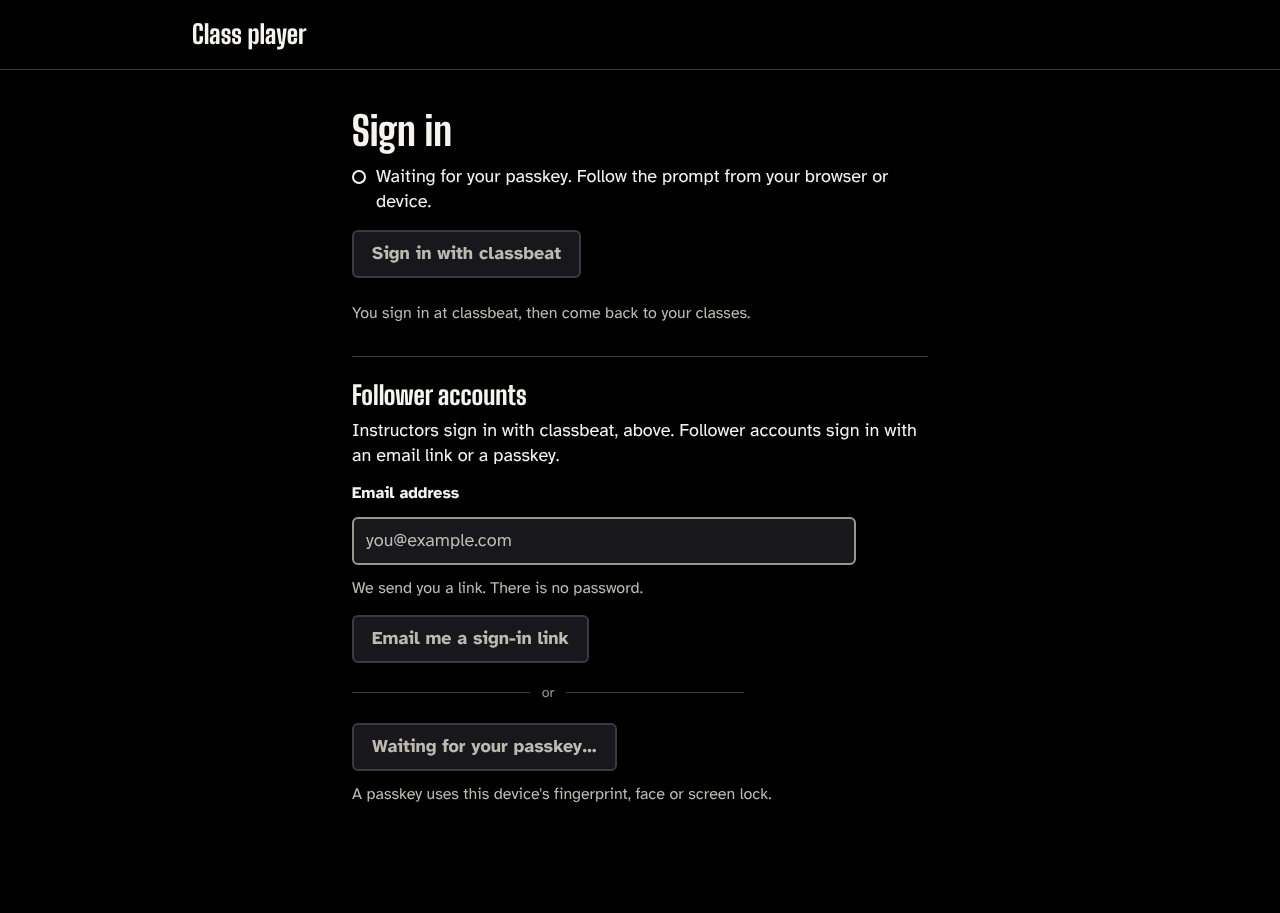 Class player
Sign in
Waiting for your passkey. Follow the prompt from your browser or
device.
Sign in with classbeat
You sign in at classbeat, then come back to your classes.
Follower accounts
Instructors sign in with classbeat, above. Follower accounts sign in with
an email link or a passkey.
Email address
you@example.com
We send you a link. There is no password.
Email me a sign-in link
or
Waiting for your passkey...
A passkey uses this device's fingerprint, face or screen lock.